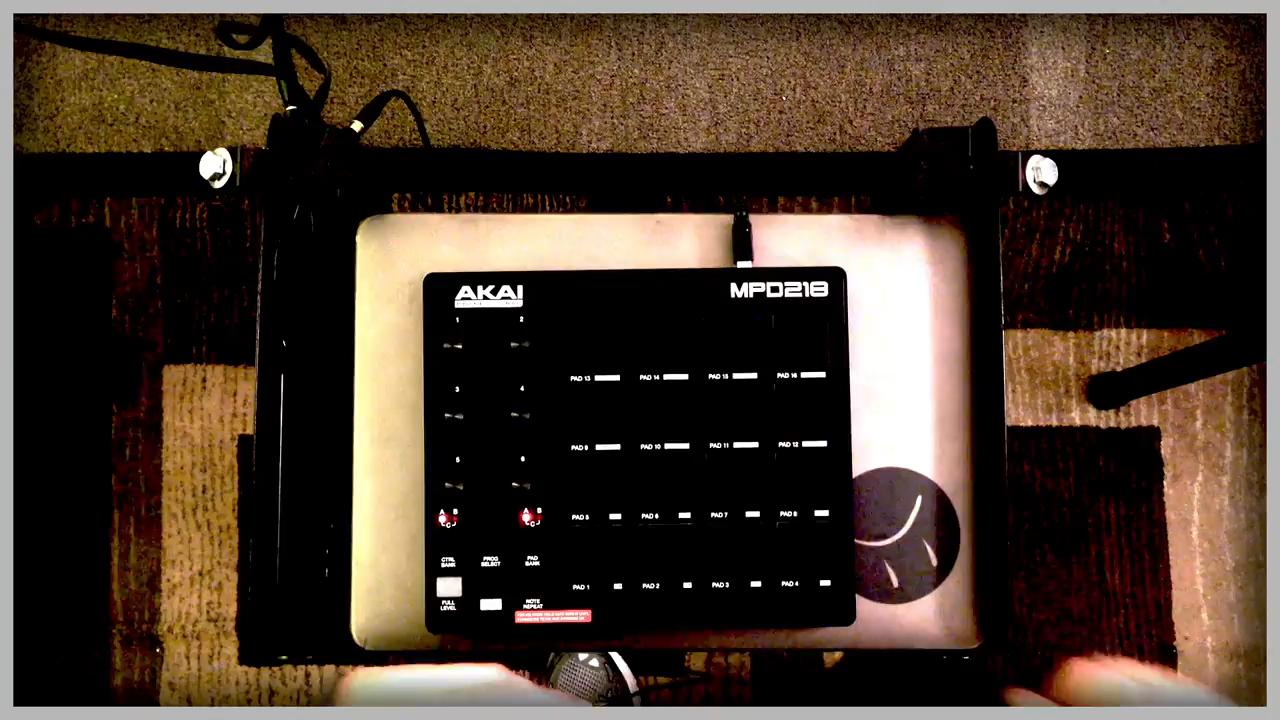 AKAI
MPD218
1 2
PAD 13 PAD 14 PAD 15 PAD 16
3 4
PAD 9 PAD 10 PAD 11 PAD 12
5 6
A B A B
C C
PAD 5 PAD 6 PAD 7 PAD 8
CTRL BANK
PROG SELECT
PAD BANK
PAD 1 PAD 2 PAD 3 PAD 4
FULL LEVEL
NOTE REPEAT